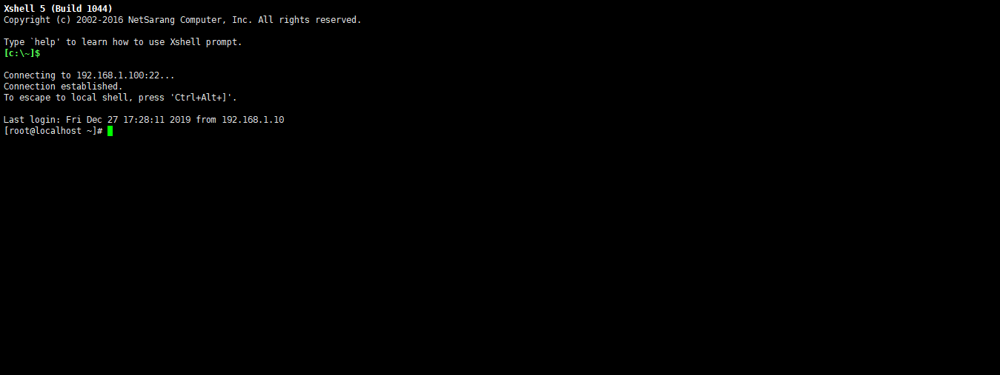 Xshell 5 (Build 1044)
Copyright (c) 2002-2016 NetSarang Computer, Inc. All rights reserved.
Type `help' to learn how to use Xshell prompt.
[c:\~]$
Connecting to 192.168.1.100:22...
Connection established.
To escape to local shell, press 'Ctrl+Alt+]'.
Last login: Fri Dec 27 17:28:11 2019 from 192.168.1.10
[root@localhost ~]#